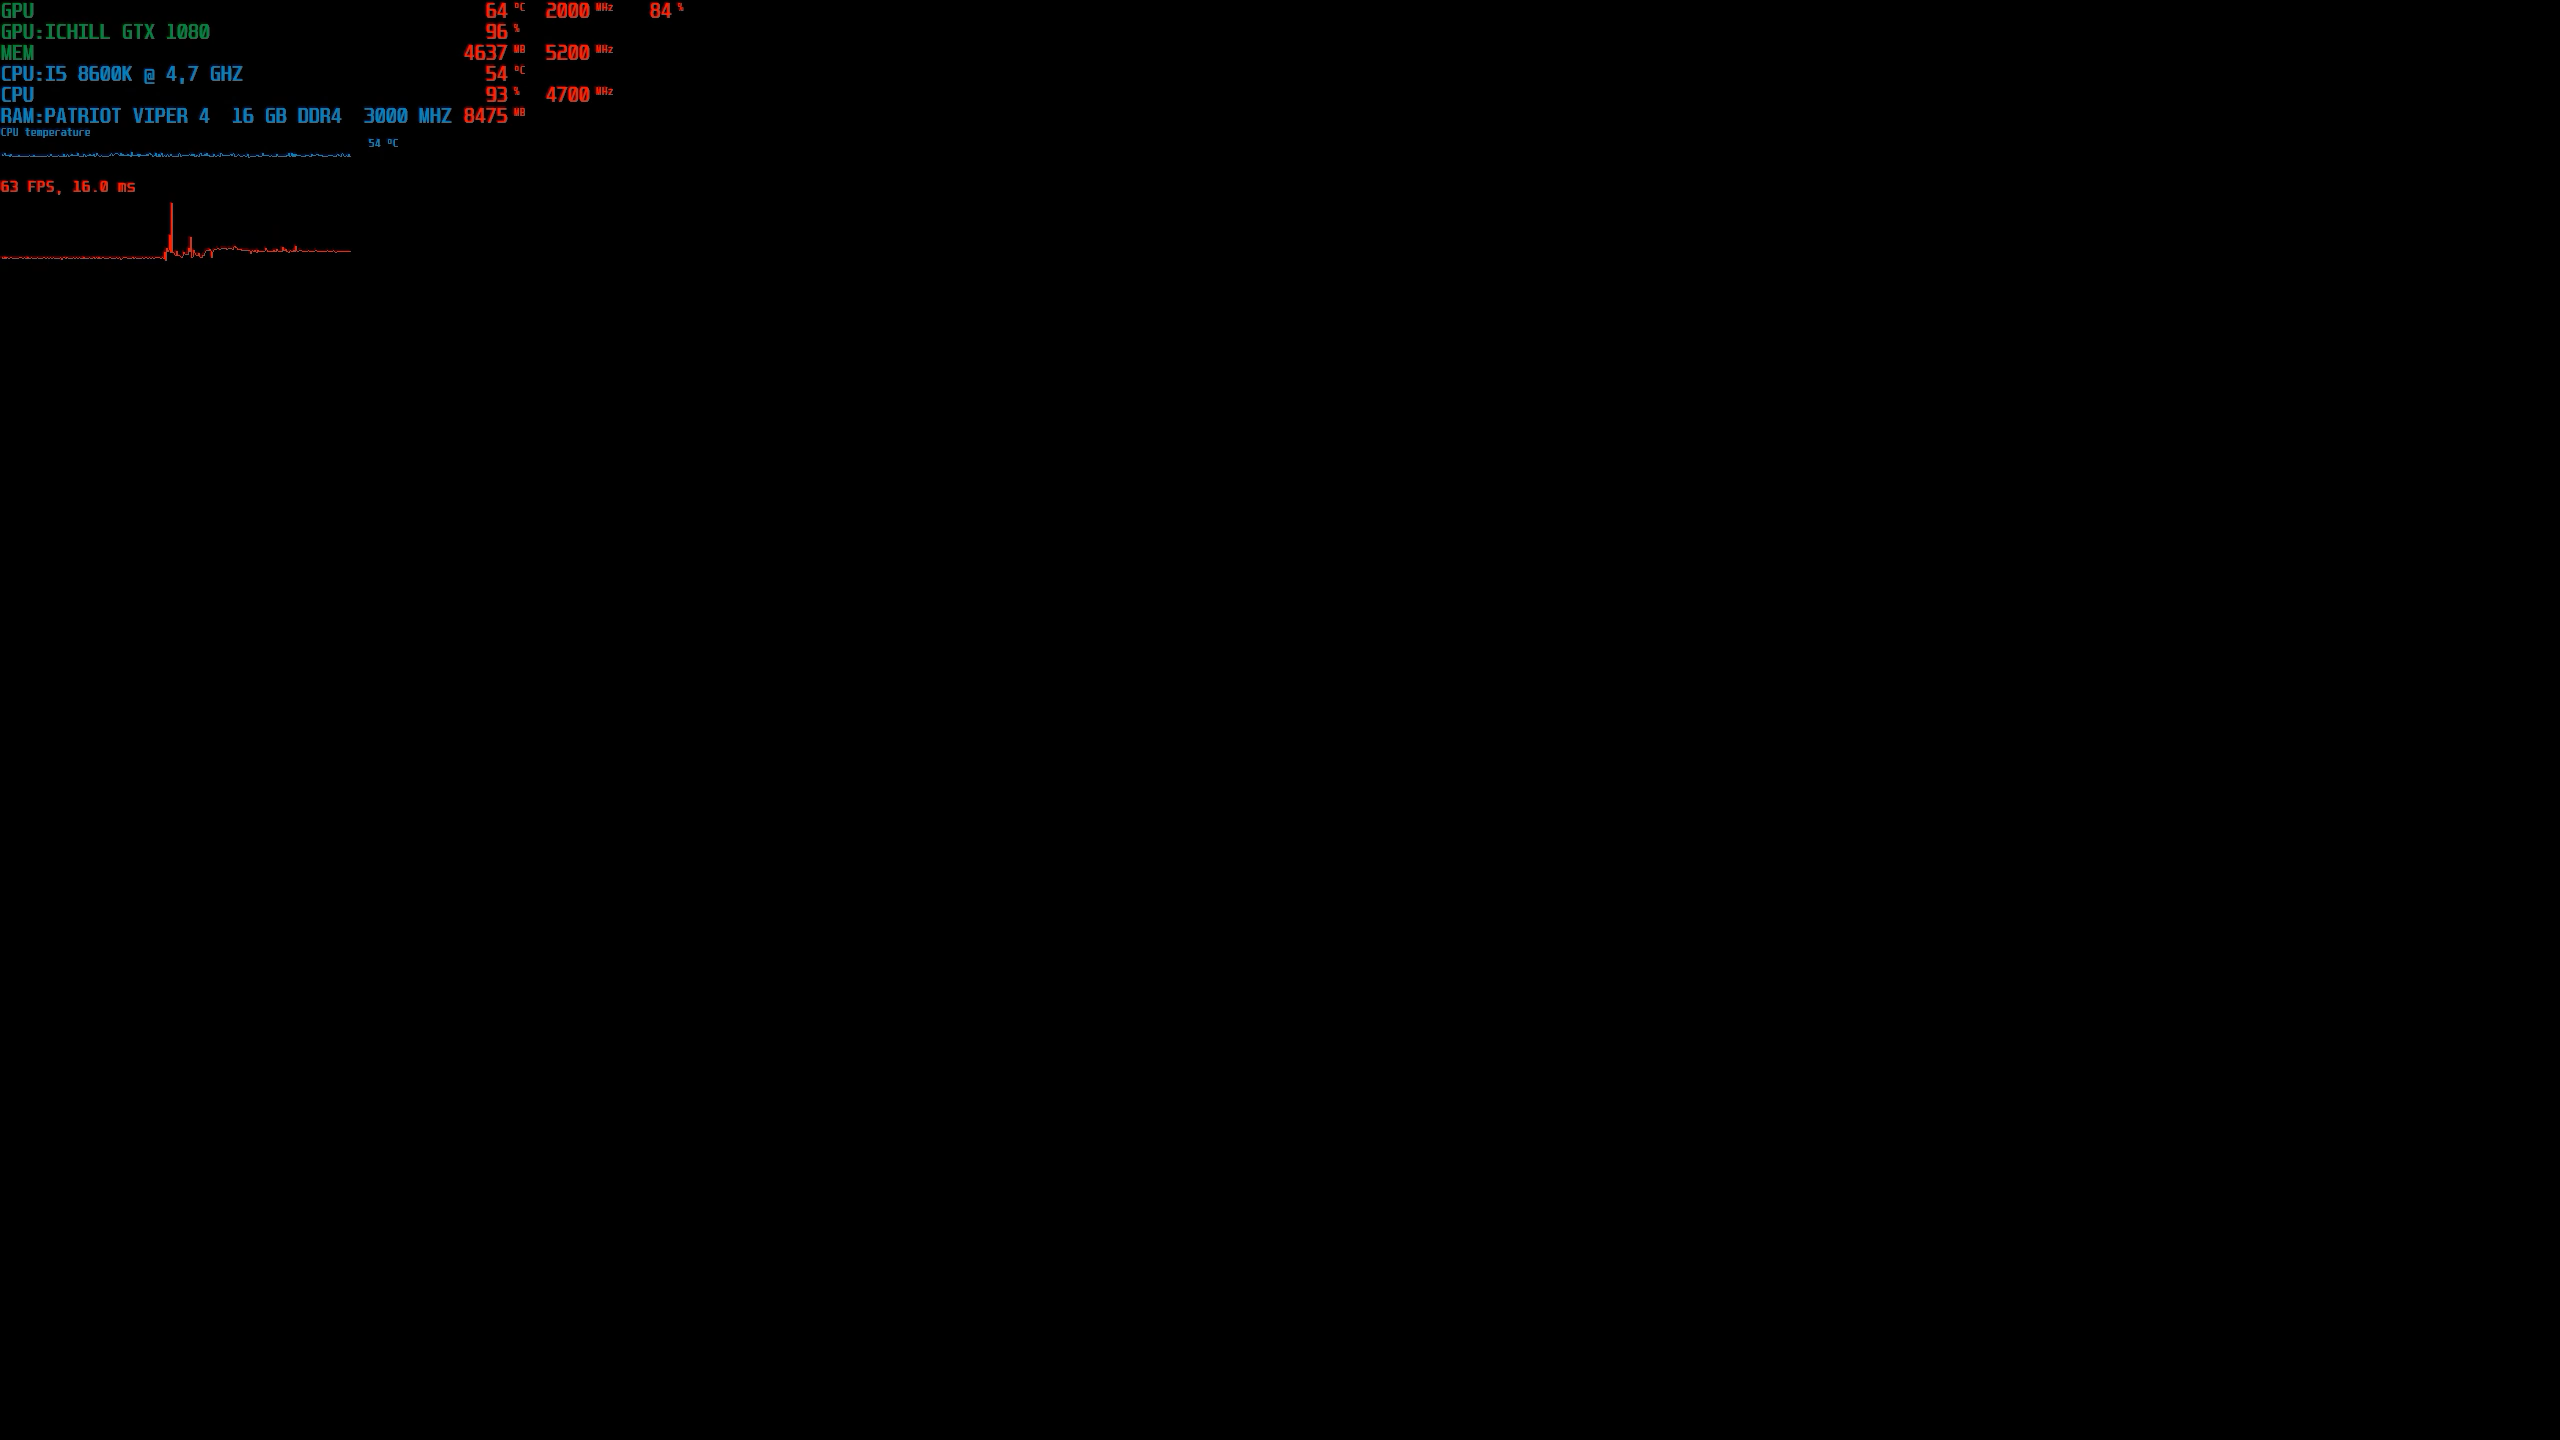 GPU 64 °C 2000 MHz 84 %
GPU:ICHILL GTX 1080 96 %
MEM 4637 MB 5200 MHz
CPU:I5 8600K @ 4,7 GHZ 54 °C
CPU 93 % 4700 MHz
RAM:PATRIOT VIPER 4 16 GB DDR4 3000 MHZ 8475 MB
CPU temperature
54 °C
63 FPS, 16.0 ms